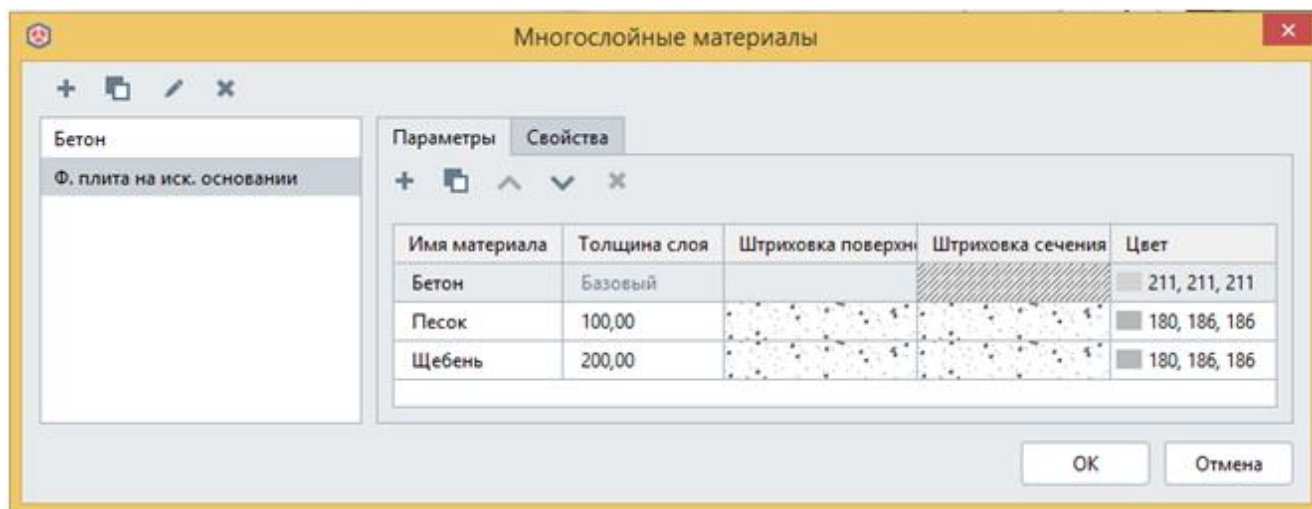 Многослойные материалы
Бетон
Ф. плита на иск. основании
Параметры Свойства
Имя материала Толщина слоя Штриховка поверхн Штриховка сечения Цвет
Бетон Базовый 211, 211, 211
Песок 100,00 180, 186, 186
Щебень 200,00 180, 186, 186
ОК Отмена